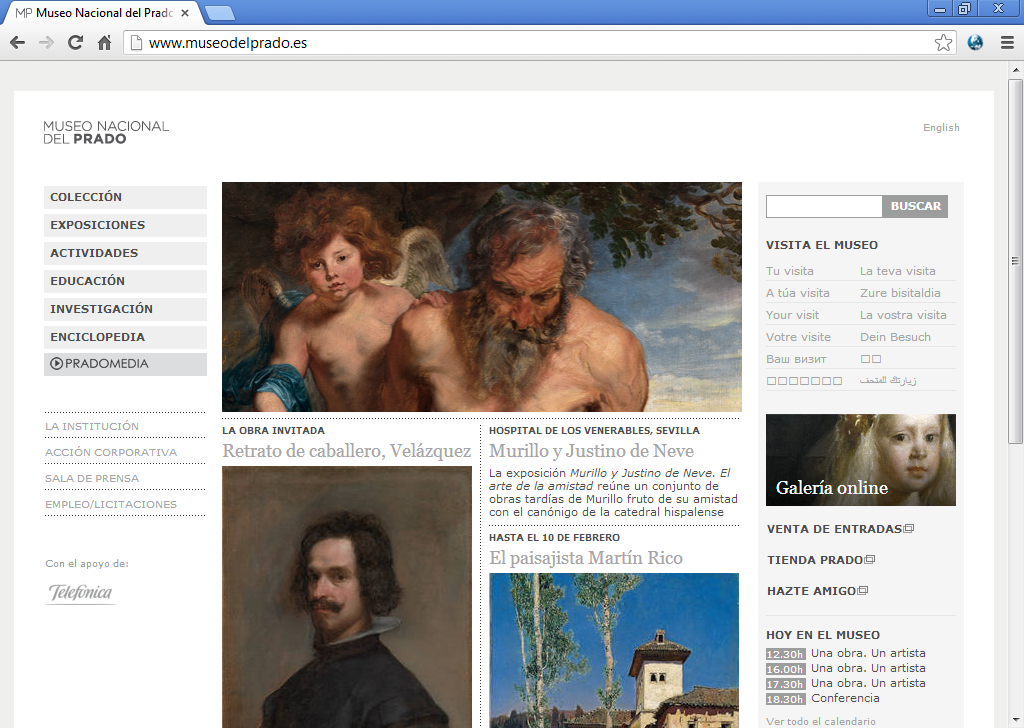 MP Museo Nacional del Prado
www.museodelprado.es
MUSEO NACIONAL
DEL PRADO
English
COLECCIÓN
EXPOSICIONES
ACTIVIDADES
EDUCACIÓN
INVESTIGACIÓN
ENCICLOPEDIA
PRADOMEDIA
LA INSTITUCIÓN
ACCIÓN CORPORATIVA
SALA DE PRENSA
EMPLEO/LICITACIONES
Con el apoyo de:
Telefónica
LA OBRA INVITADA
Retrato de caballero, Velázquez
HOSPITAL DE LOS VENERABLES, SEVILLA
Murillo y Justino de Neve
La exposición Murillo y Justino de Neve. El
arte de la amistad reúne un conjunto de
obras tardías de Murillo fruto de su amistad
con el canónigo de la catedral hispalense
HASTA EL 10 DE FEBRERO
El paisajista Martín Rico
BUSCAR
VISITA EL MUSEO
Tu visita La teva visita
A túa visita Zure bisitaldia
Your visit La vostra visita
Votre visite Dein Besuch
Ваш визит □□
□□□□□□□ زيارتك للمتحف
Galería online
VENTA DE ENTRADAS
TIENDA PRADO
HAZTE AMIGO
HOY EN EL MUSEO
12.30h Una obra. Un artista
16.00h Una obra. Un artista
17.30h Una obra. Un artista
18.30h Conferencia
Ver todo el calendario